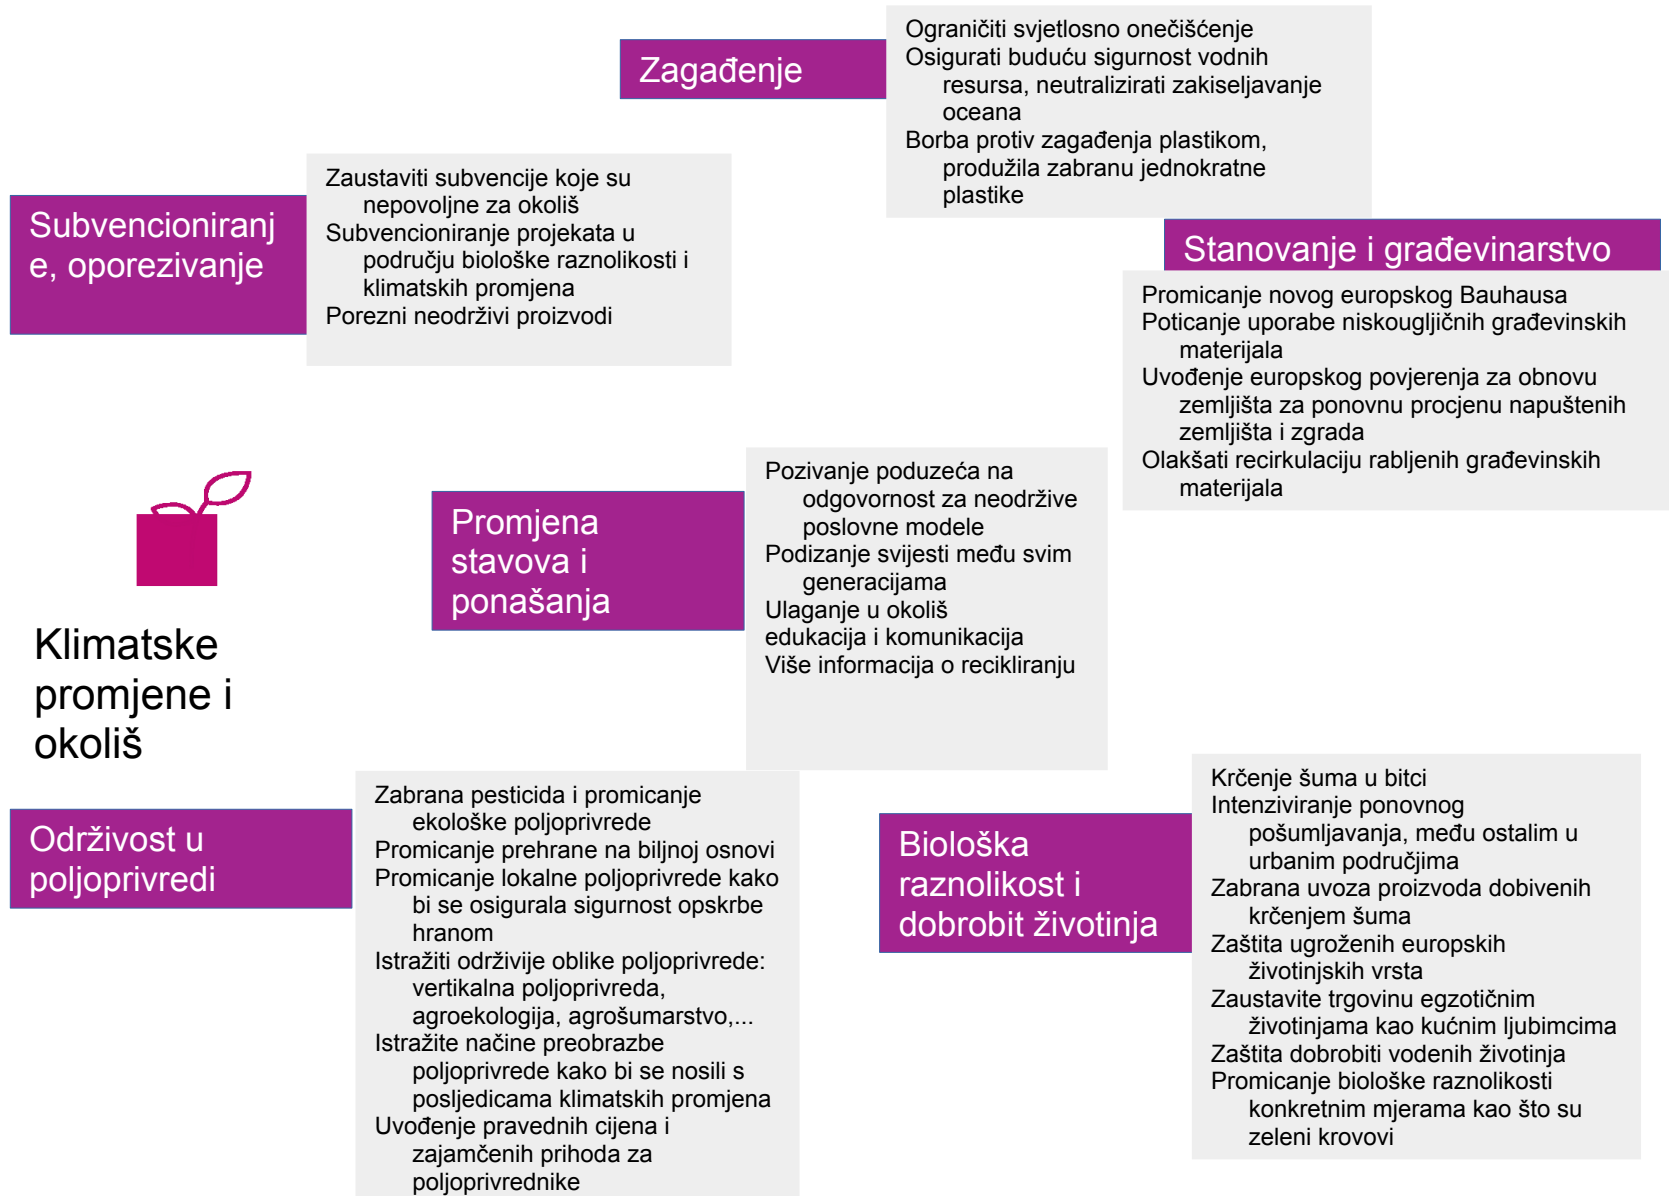 Zagađenje
Ograničiti svjetlosno onečišćenje
Osigurati buduću sigurnost vodnih
resursa, neutralizirati zakiseljavanje
oceana
Borba protiv zagađenja plastikom,
produžila zabranu jednokratne
plastike
Subvencioniranj
e, oporezivanje
Zaustaviti subvencije koje su
nepovoljne za okoliš
Subvencioniranje projekata u
području biološke raznolikosti i
klimatskih promjena
Porezni neodrživi proizvodi
Stanovanje i građevinarstvo
Promicanje novog europskog Bauhausa
Poticanje uporabe niskougljičnih građevinskih
materijala
Uvođenje europskog povjerenja za obnovu
zemljišta za ponovnu procjenu napuštenih
zemljišta i zgrada
Olakšati recirkulaciju rabljenih građevinskih
materijala
Promjena
stavova i
ponašanja
Pozivanje poduzeća na
odgovornost za neodržive
poslovne modele
Podizanje svijesti među svim
generacijama
Ulaganje u okoliš
edukacija i komunikacija
Više informacija o recikliranju
Klimatske
promjene i
okoliš
Održivost u
poljoprivredi
Zabrana pesticida i promicanje
ekološke poljoprivrede
Promicanje prehrane na biljnoj osnovi
Promicanje lokalne poljoprivrede kako
bi se osigurala sigurnost opskrbe
hranom
Istražiti održivije oblike poljoprivrede:
vertikalna poljoprivreda,
agroekologija, agrošumarstvo,...
Istražite načine preobrazbe
poljoprivrede kako bi se nosili s
posljedicama klimatskih promjena
Uvođenje pravednih cijena i
zajamčenih prihoda za
poljoprivrednike
Biološka
raznolikost i
dobrobit životinja
Krčenje šuma u bitci
Intenziviranje ponovnog
pošumljavanja, među ostalim u
urbanim područjima
Zabrana uvoza proizvoda dobivenih
krčenjem šuma
Zaštita ugroženih europskih
životinjskih vrsta
Zaustavite trgovinu egzotičnim
životinjama kao kućnim ljubimcima
Zaštita dobrobiti vodenih životinja
Promicanje biološke raznolikosti
konkretnim mjerama kao što su
zeleni krovovi